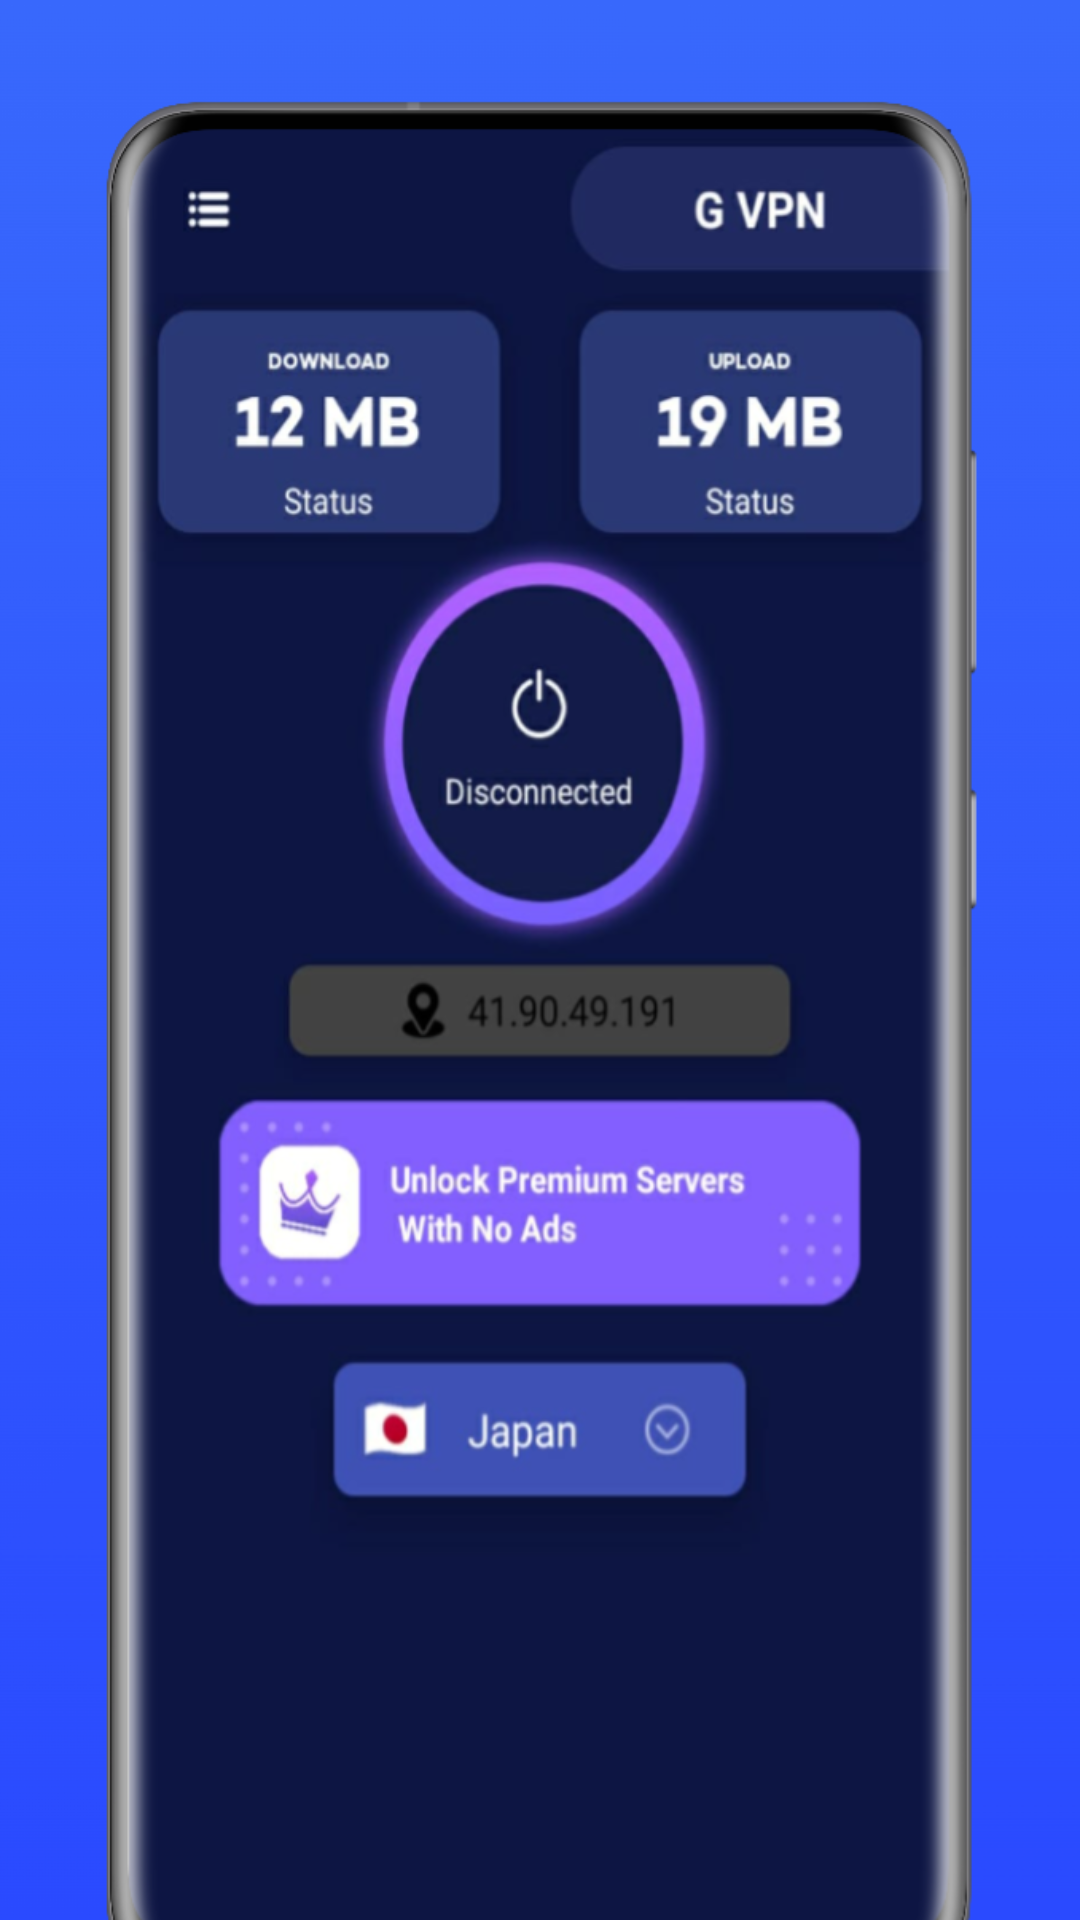 G VPN
DOWNLOAD
12 MB
Status
UPLOAD
19 MB
Status
Disconnected
41.90.49.191
Unlock Premium Servers
With No Ads
Japan